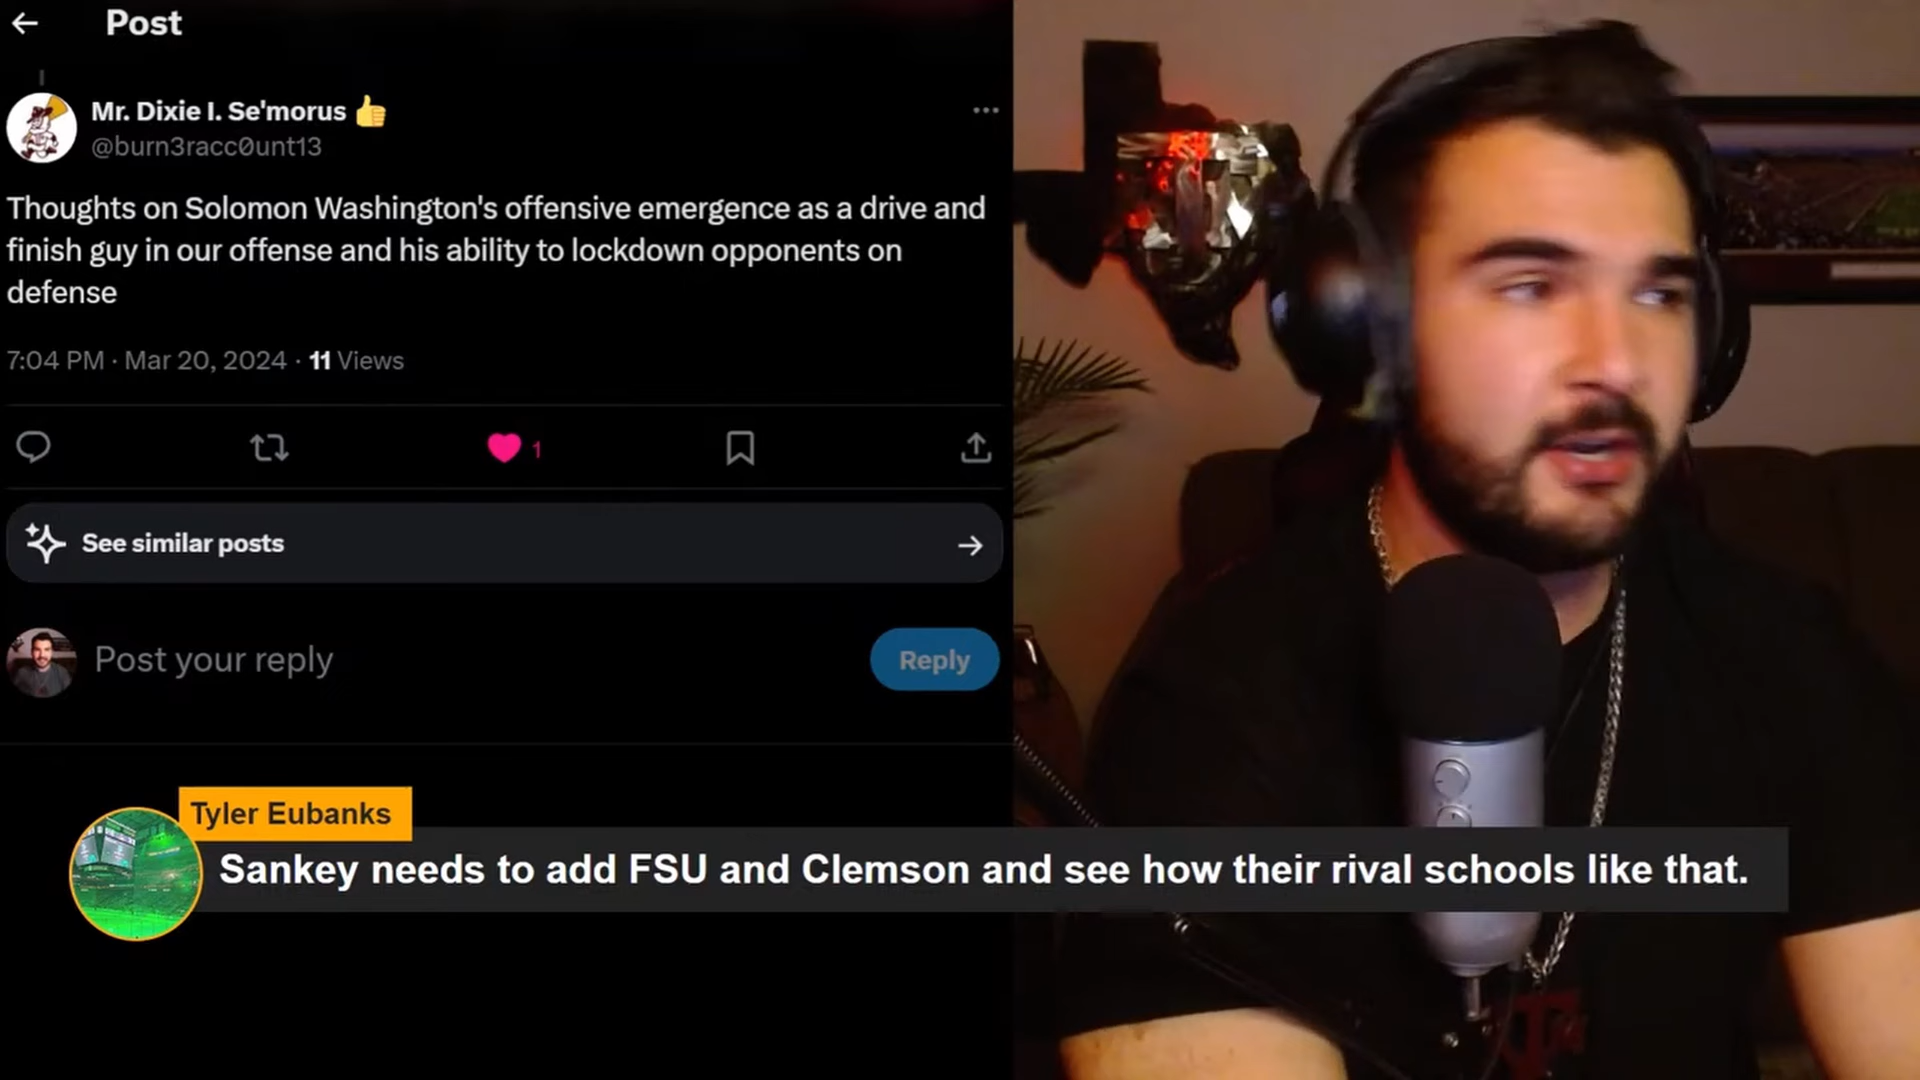 Post
Mr. Dixie I. Se'morus 👍
@burn3racc0unt13
Thoughts on Solomon Washington's offensive emergence as a drive and
finish guy in our offense and his ability to lockdown opponents on
defense
7:04 PM · Mar 20, 2024 · 11 Views
1
See similar posts
Post your reply
Reply
Tyler Eubanks
Sankey needs to add FSU and Clemson and see how their rival schools like that.
ATM